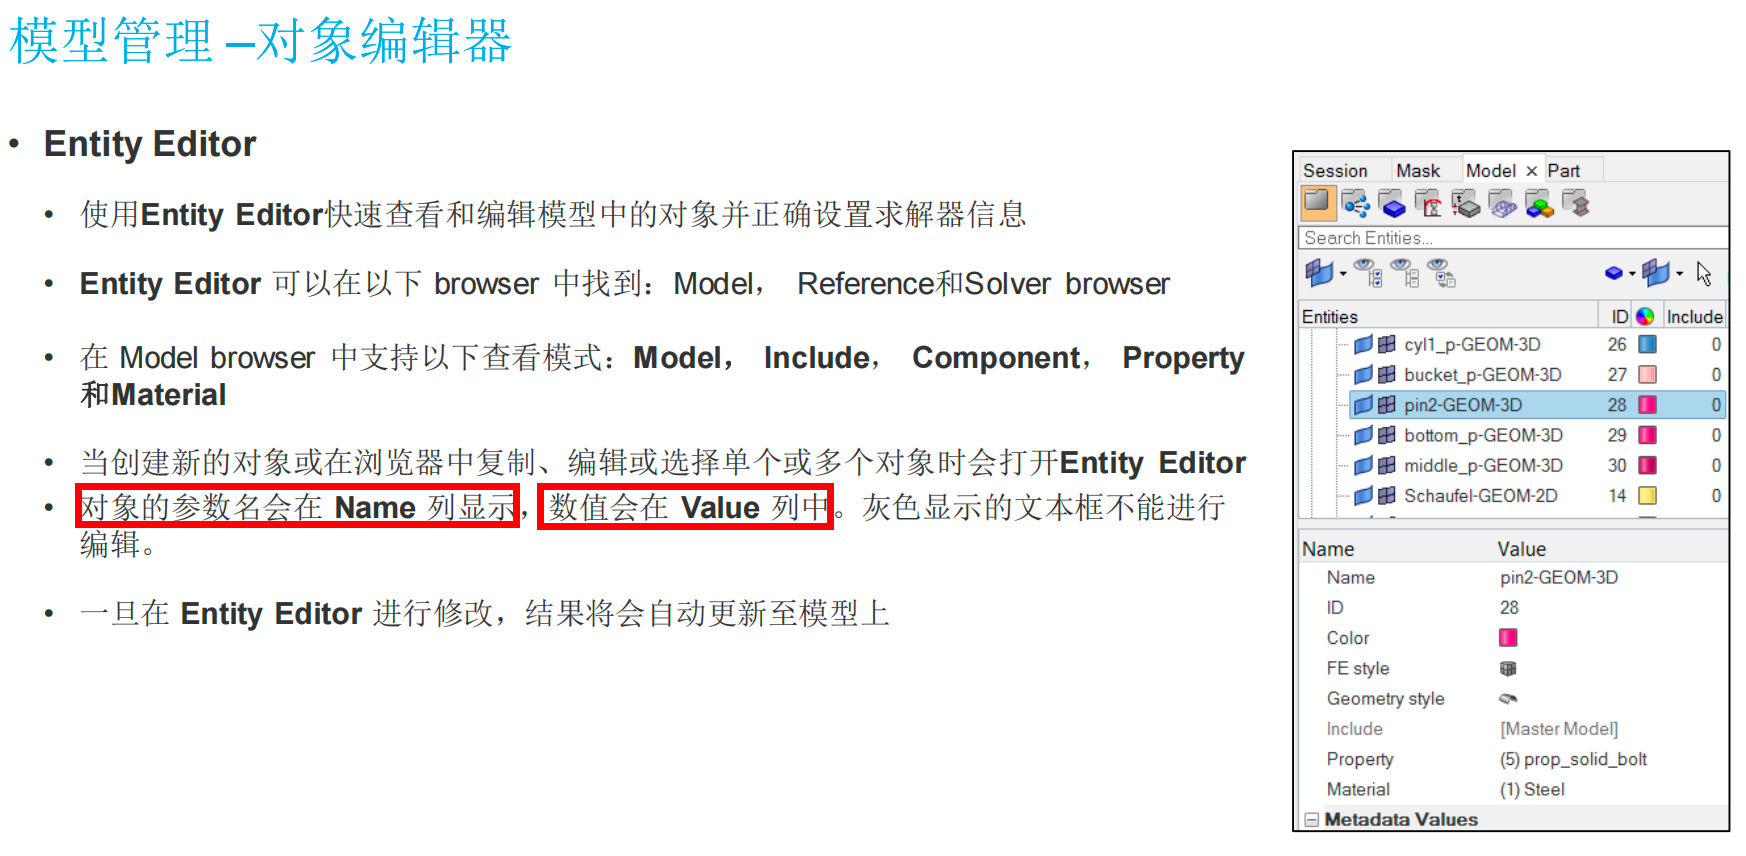 模型管理 –对象编辑器
• Entity Editor
• 使用Entity Editor快速查看和编辑模型中的对象并正确设置求解器信息
• Entity Editor 可以在以下 browser 中找到：Model， Reference和Solver browser
• 在 Model browser 中支持以下查看模式：Model， Include， Component， Property
和Material
• 当创建新的对象或在浏览器中复制、编辑或选择单个或多个对象时会打开Entity Editor
• 对象的参数名会在 Name 列显示，数值会在 Value 列中。灰色显示的文本框不能进行
编辑。
• 一旦在 Entity Editor 进行修改，结果将会自动更新至模型上
Session Mask Model × Part
Search Entities...
Entities ID Include
cyl1_p-GEOM-3D 26 0
bucket_p-GEOM-3D 27 0
pin2-GEOM-3D 28 0
bottom_p-GEOM-3D 29 0
middle_p-GEOM-3D 30 0
Schaufel-GEOM-2D 14 0
Name Value
Name pin2-GEOM-3D
ID 28
Color
FE style
Geometry style
Include [Master Model]
Property (5) prop_solid_bolt
Material (1) Steel
Metadata Values